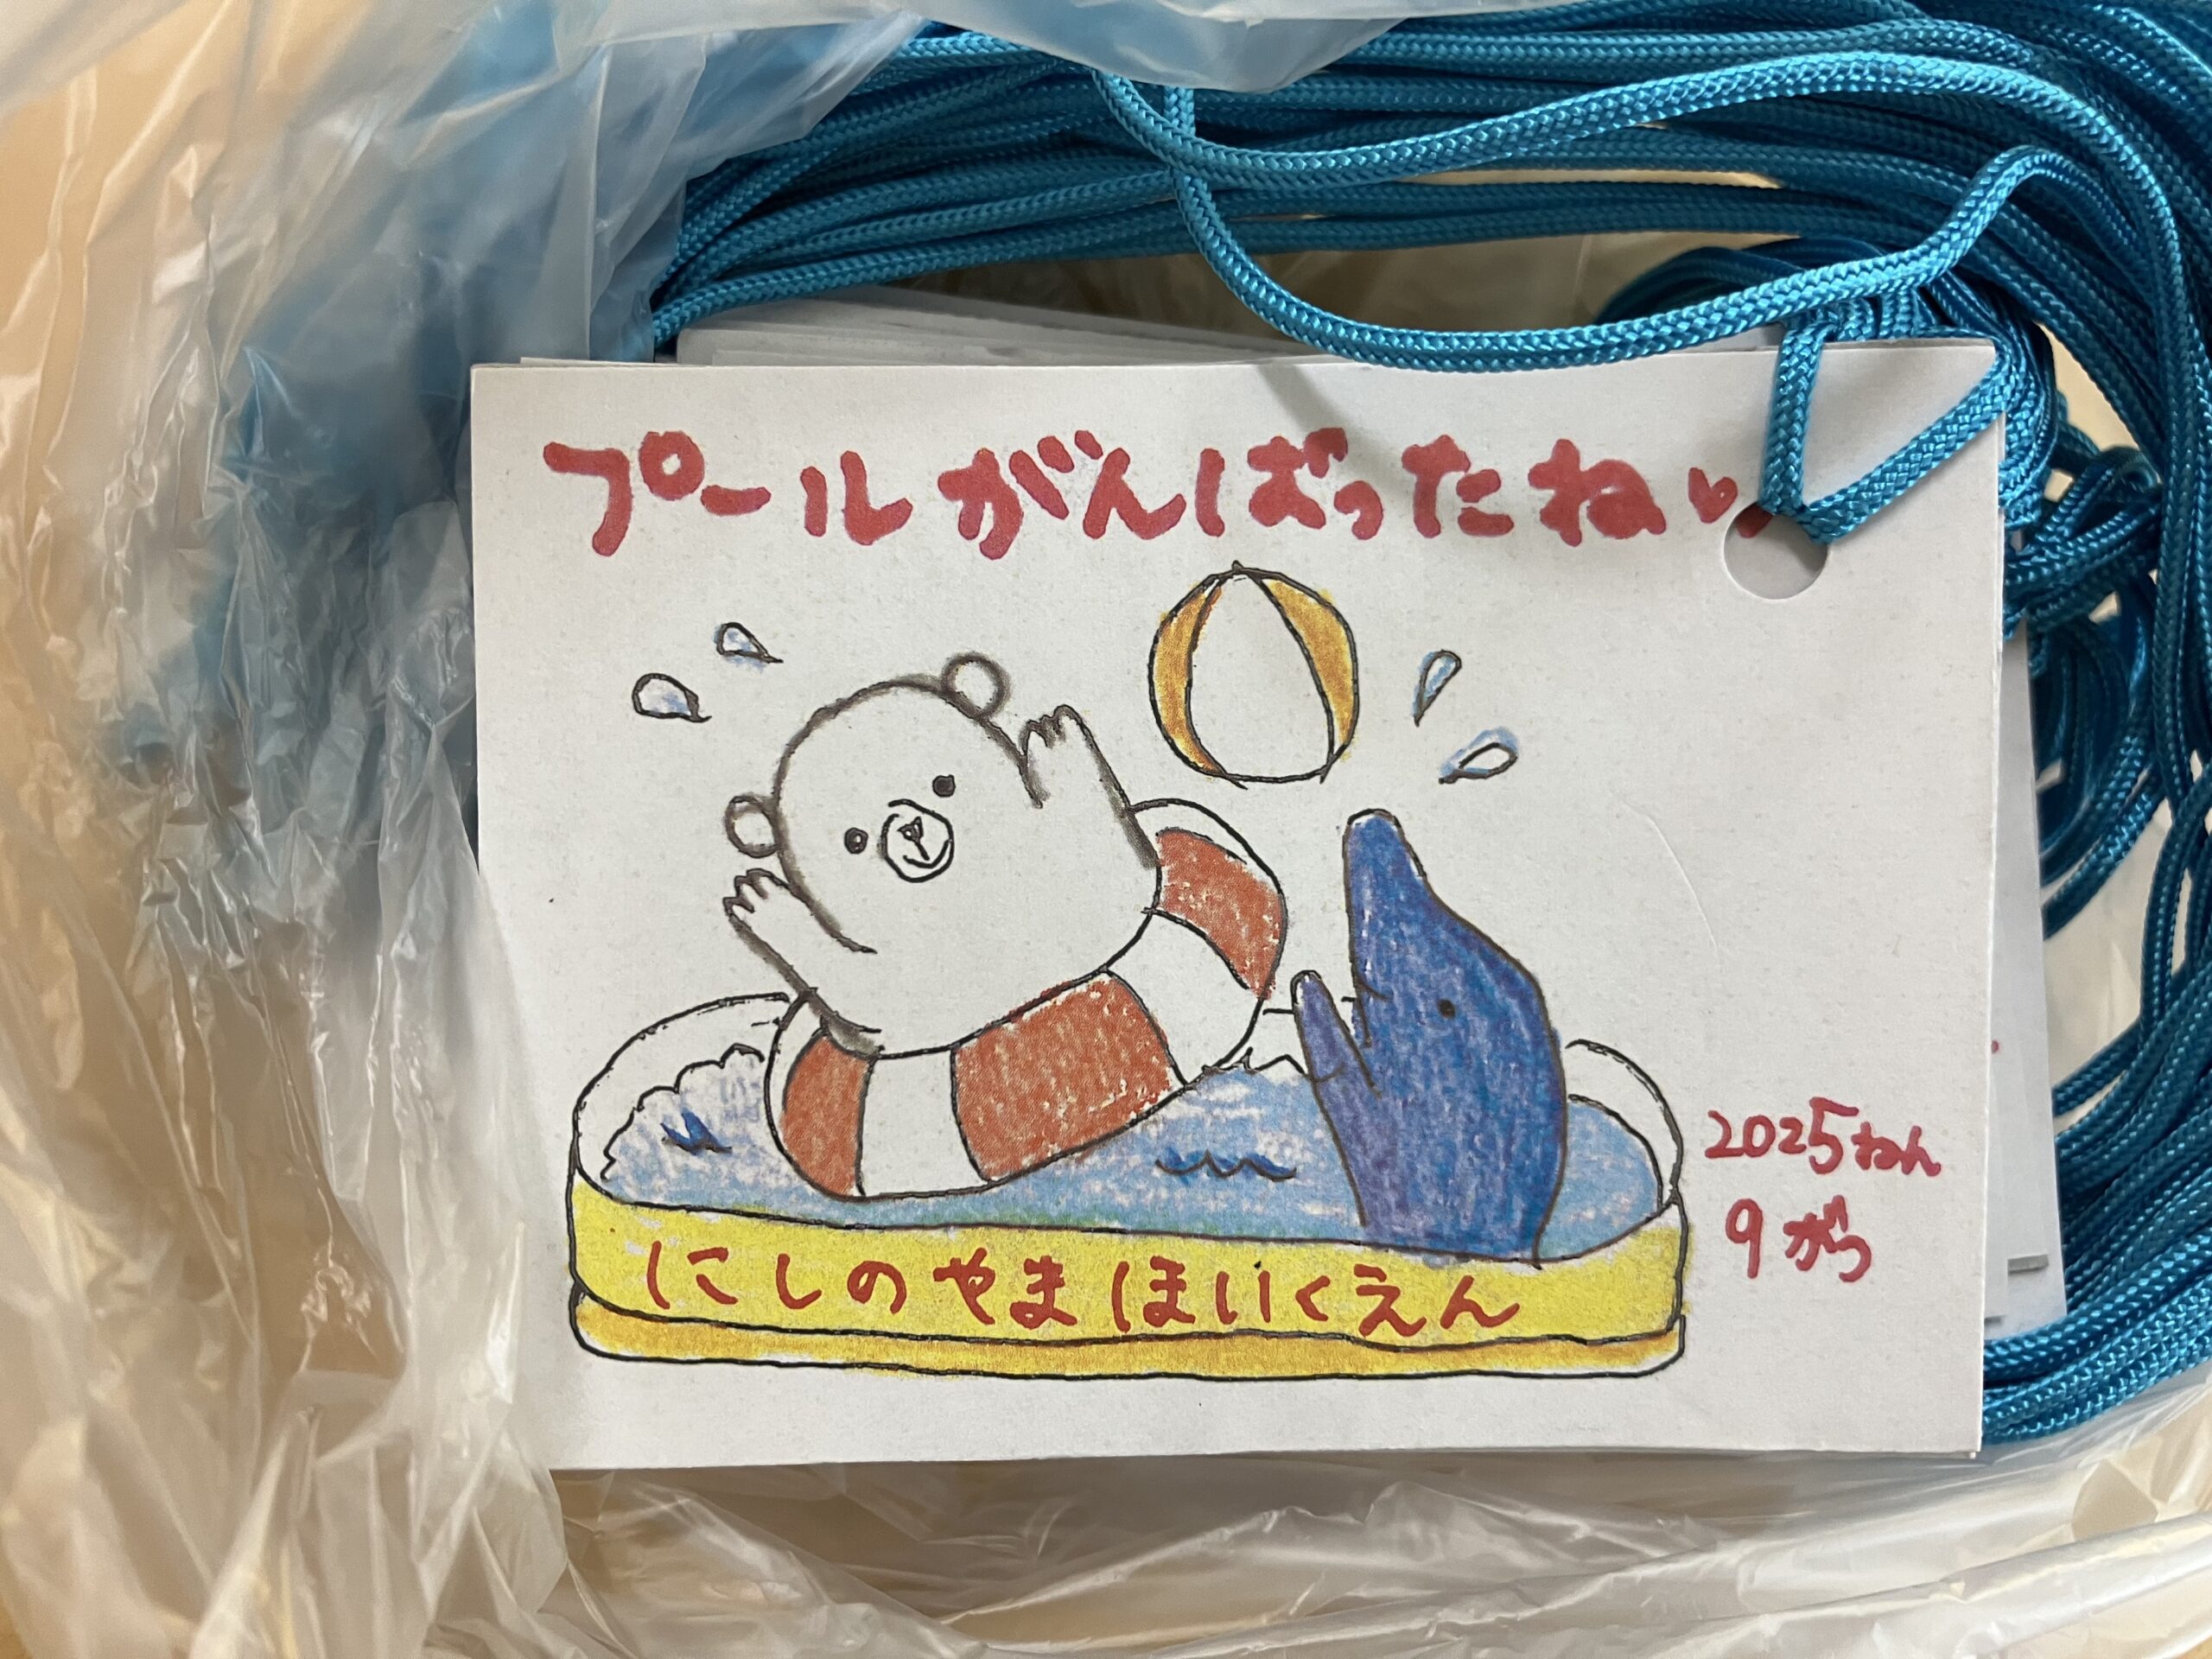 プールがんばったね♡
2025ねん
9がつ
にしのやまほいくえん